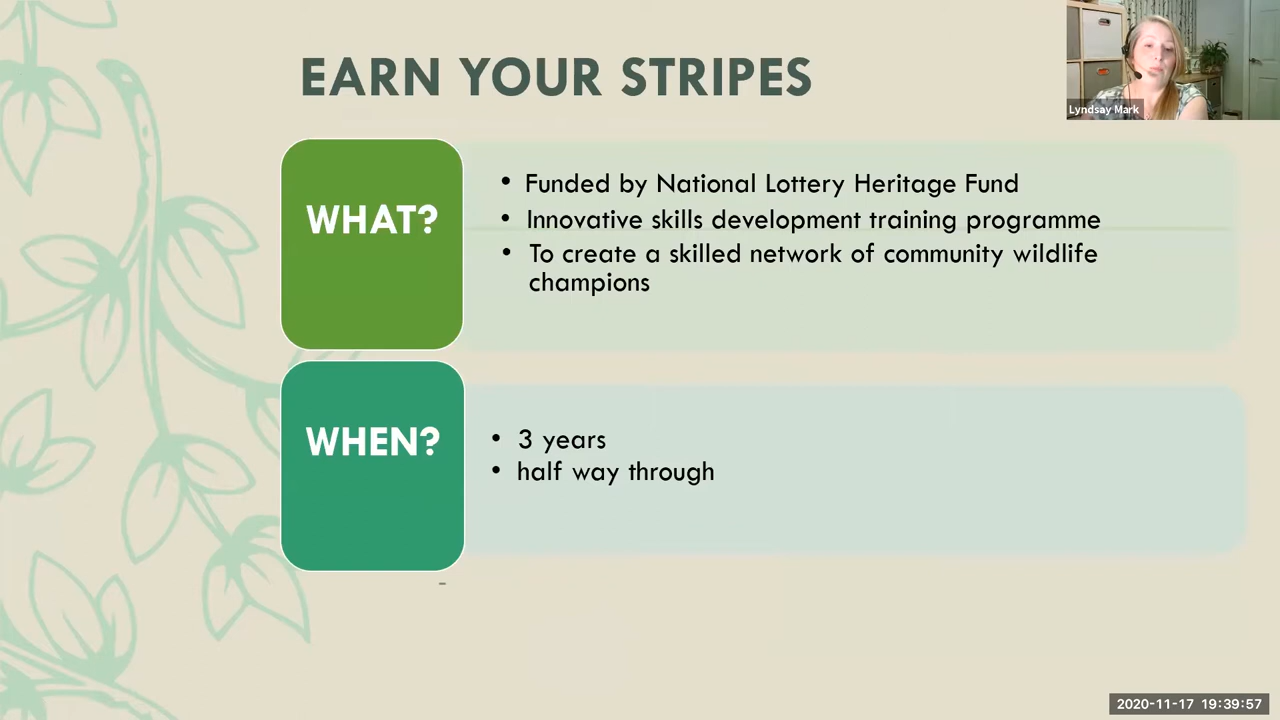 EARN YOUR STRIPES
Lyndsay Mark
WHAT?
• Funded by National Lottery Heritage Fund
• Innovative skills development training programme
• To create a skilled network of community wildlife
champions
WHEN?
• 3 years
• half way through
2020-11-17 19:39:57